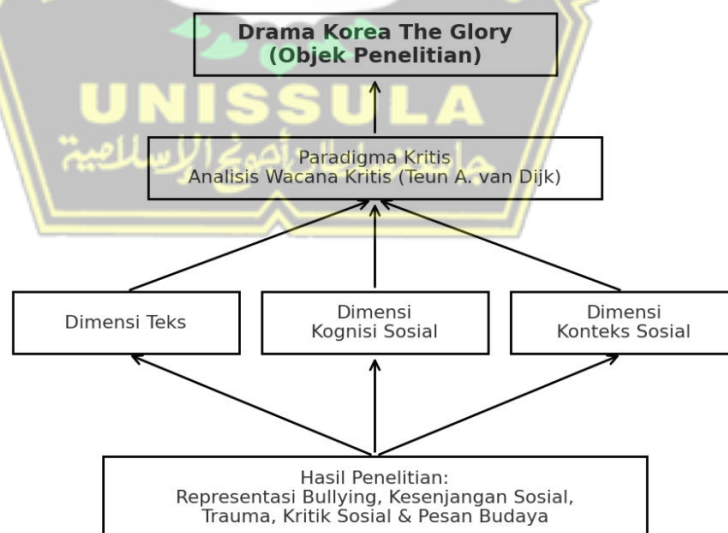 Drama Korea The Glory
(Objek Penelitian)
UNISSULA
Paradigma Kritis
Analisis Wacana Kritis (Teun A. van Dijk)
Dimensi Teks
Dimensi
Kognisi Sosial
Dimensi
Konteks Sosial
Hasil Penelitian:
Representasi Bullying, Kesenjangan Sosial,
Trauma, Kritik Sosial & Pesan Budaya